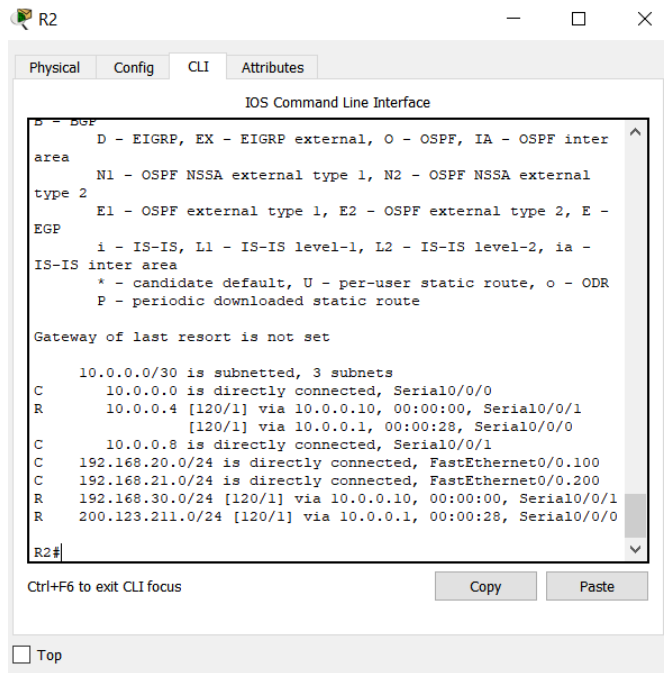 R2
Physical Config CLI Attributes
IOS Command Line Interface
B - BGP
       D - EIGRP, EX - EIGRP external, O - OSPF, IA - OSPF inter
area
       N1 - OSPF NSSA external type 1, N2 - OSPF NSSA external
type 2
       E1 - OSPF external type 1, E2 - OSPF external type 2, E -
EGP
       i - IS-IS, L1 - IS-IS level-1, L2 - IS-IS level-2, ia -
IS-IS inter area
       * - candidate default, U - per-user static route, o - ODR
       P - periodic downloaded static route
Gateway of last resort is not set
     10.0.0.0/30 is subnetted, 3 subnets
C       10.0.0.0 is directly connected, Serial0/0/0
R       10.0.0.4 [120/1] via 10.0.0.10, 00:00:00, Serial0/0/1
                 [120/1] via 10.0.0.1, 00:00:28, Serial0/0/0
C       10.0.0.8 is directly connected, Serial0/0/1
C    192.168.20.0/24 is directly connected, FastEthernet0/0.100
C    192.168.21.0/24 is directly connected, FastEthernet0/0.200
R    192.168.30.0/24 [120/1] via 10.0.0.10, 00:00:00, Serial0/0/1
R    200.123.211.0/24 [120/1] via 10.0.0.1, 00:00:28, Serial0/0/0
R2#
Ctrl+F6 to exit CLI focus Copy Paste
Top